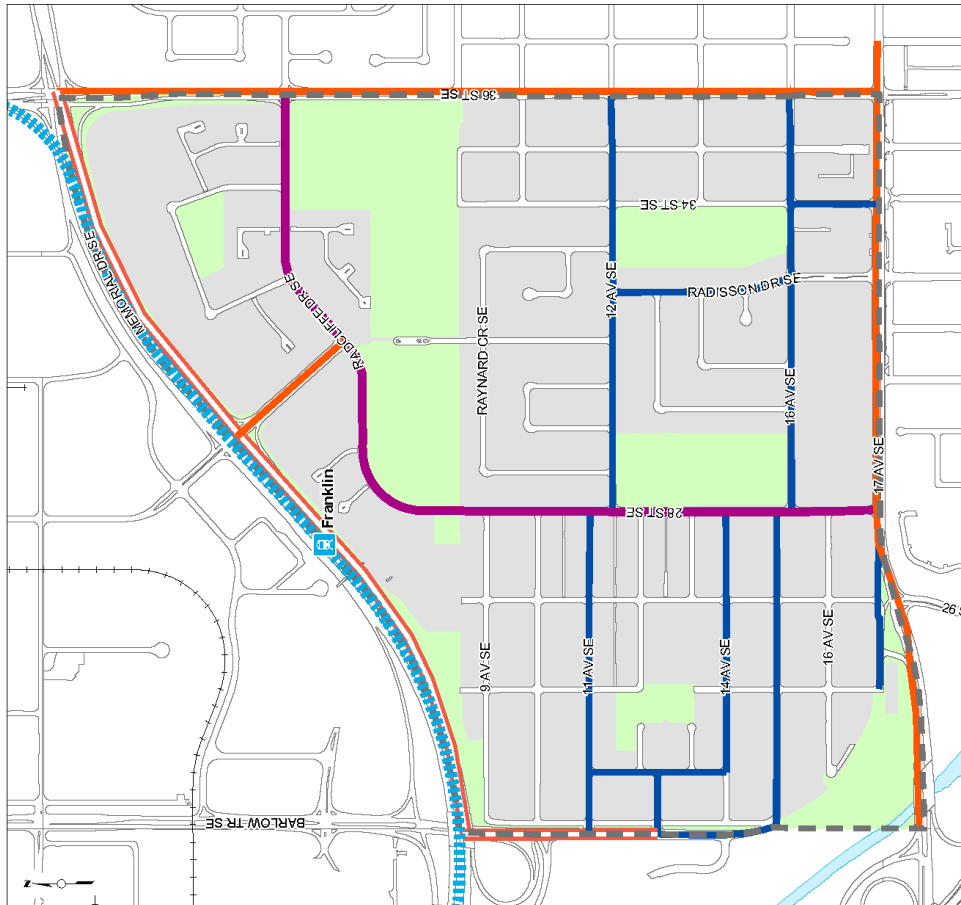 36 ST SE
34 ST SE
MEMORIAL DR SE
RADCLIFFE DR SE
12 AV SE
RADISSON DR SE
RAYNARD CR SE
16 AV SE
17 AV SE
Franklin
28 ST SE
26 S
9 AV SE
11 AV SE
14 AV SE
16 AV SE
BARLOW TR SE
N